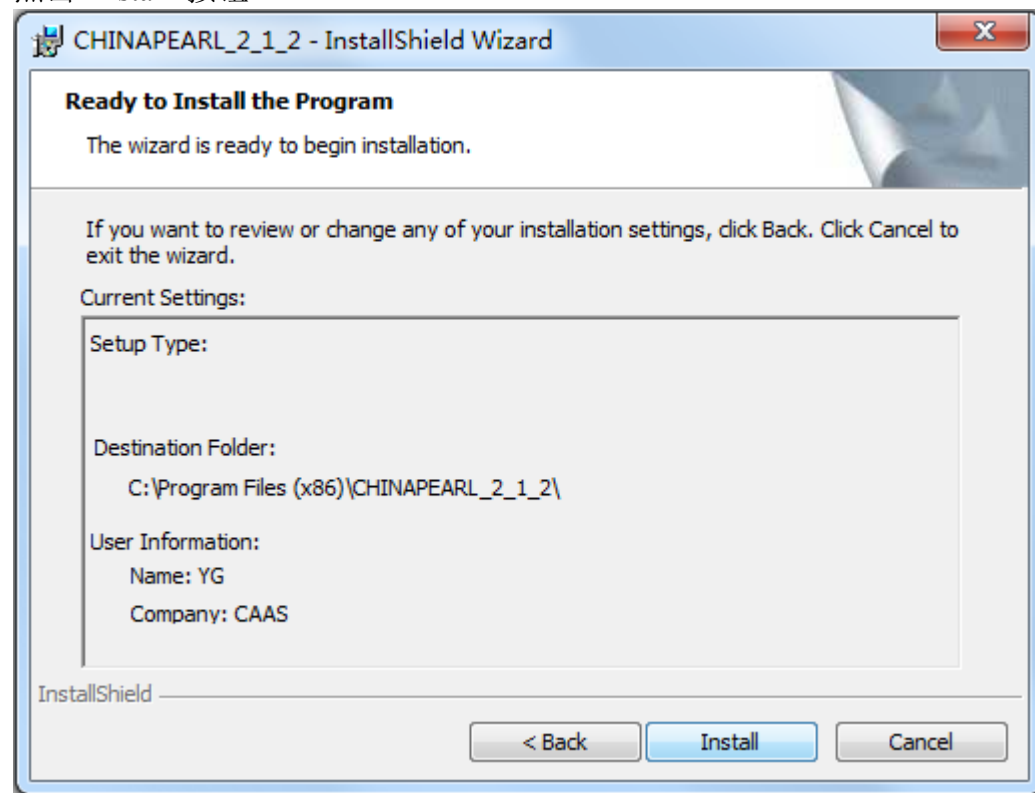 CHINAPEARL_2_1_2 - InstallShield Wizard
Ready to Install the Program
The wizard is ready to begin installation.
If you want to review or change any of your installation settings, click Back. Click Cancel to
exit the wizard.
Current Settings:
Setup Type:
Destination Folder:
C:\Program Files (x86)\CHINAPEARL_2_1_2\
User Information:
Name: YG
Company: CAAS
InstallShield
< Back
Install
Cancel